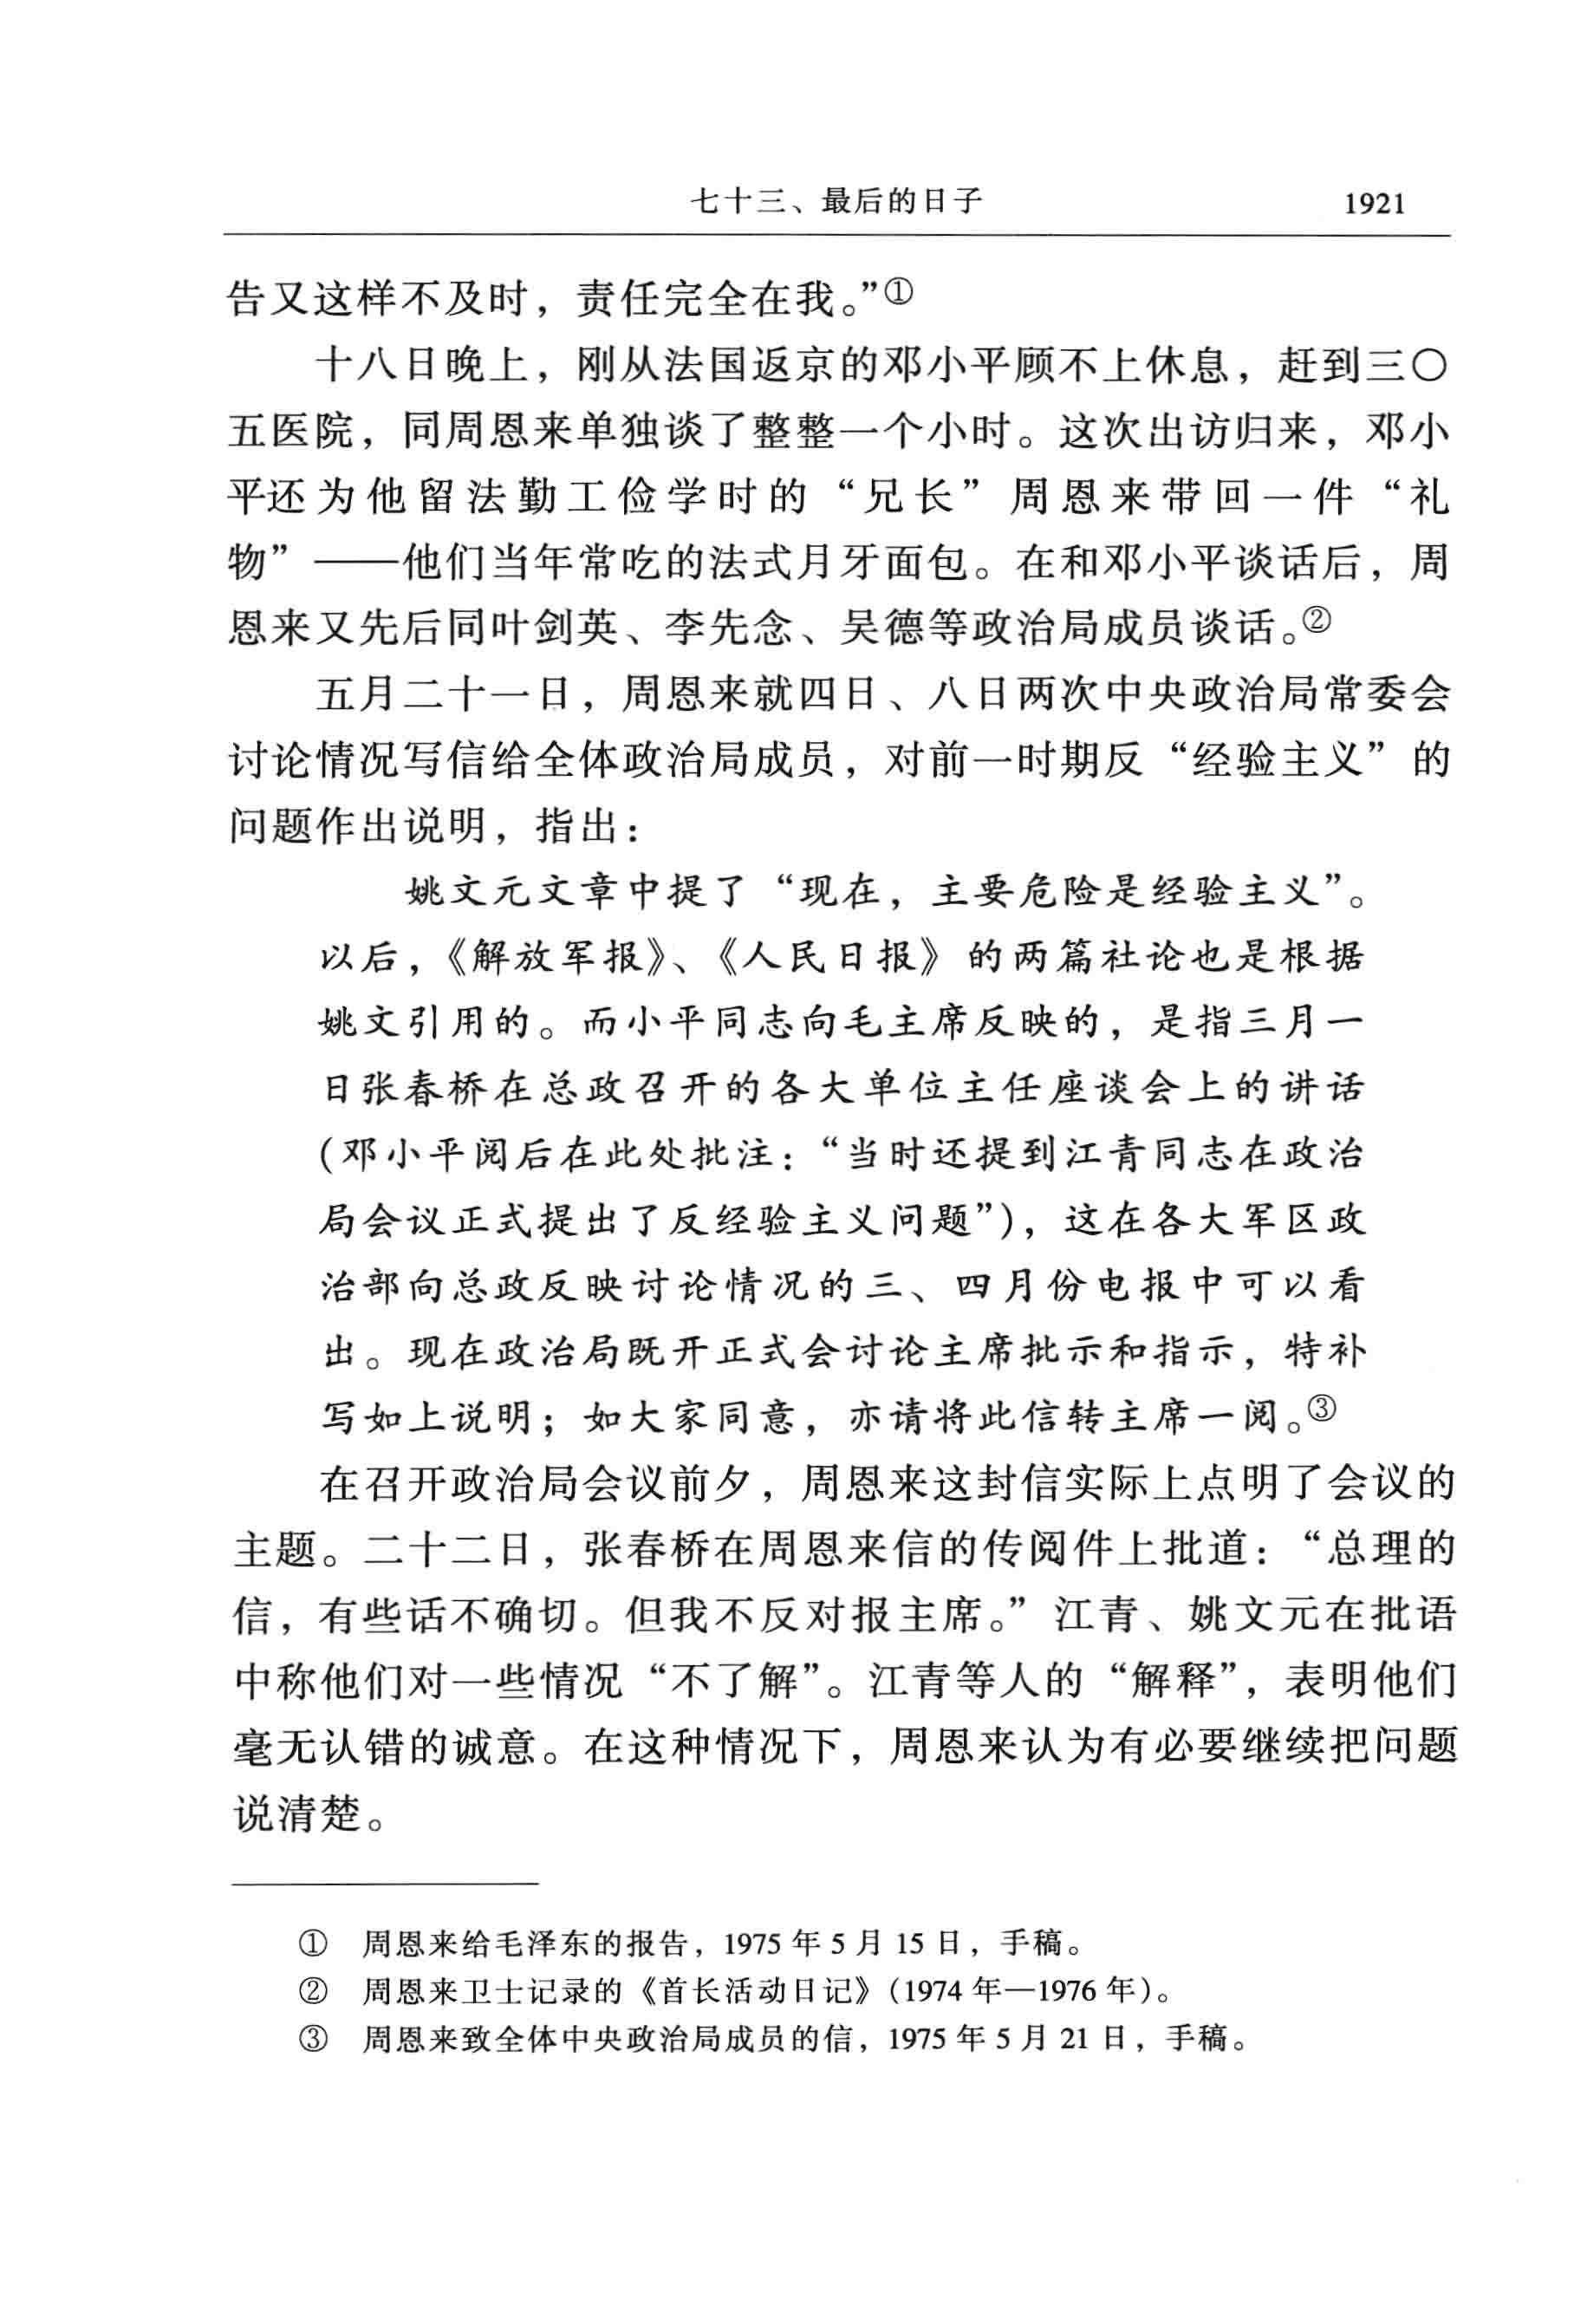 七十三、最后的日子 1921
告又这样不及时，责任完全在我。”①
十八日晚上，刚从法国返京的邓小平顾不上休息，赶到三〇
五医院，同周恩来单独谈了整整一个小时。这次出访归来，邓小
平还为他留法勤工俭学时的“兄长”周恩来带回一件“礼
物”——他们当年常吃的法式月牙面包。在和邓小平谈话后，周
恩来又先后同叶剑英、李先念、吴德等政治局成员谈话。②
五月二十一日，周恩来就四日、八日两次中央政治局常委会
讨论情况写信给全体政治局成员，对前一时期反“经验主义”的
问题作出说明，指出：
姚文元文章中提了“现在，主要危险是经验主义”。
以后，《解放军报》、《人民日报》的两篇社论也是根据
姚文引用的。而小平同志向毛主席反映的，是指三月一
日张春桥在总政召开的各大单位主任座谈会上的讲话
(邓小平阅后在此处批注：“当时还提到江青同志在政治
局会议正式提出了反经验主义问题”)，这在各大军区政
治部向总政反映讨论情况的三、四月份电报中可以看
出。现在政治局既开正式会讨论主席批示和指示，特补
写如上说明；如大家同意，亦请将此信转主席一阅。③
在召开政治局会议前夕，周恩来这封信实际上点明了会议的
主题。二十二日，张春桥在周恩来信的传阅件上批道：“总理的
信，有些话不确切。但我不反对报主席。”江青、姚文元在批语
中称他们对一些情况“不了解”。江青等人的“解释”，表明他们
毫无认错的诚意。在这种情况下，周恩来认为有必要继续把问题
说清楚。
① 周恩来给毛泽东的报告，1975 年 5 月 15 日，手稿。
② 周恩来卫士记录的《首长活动日记》(1974 年—1976 年)。
③ 周恩来致全体中央政治局成员的信，1975 年 5 月 21 日，手稿。